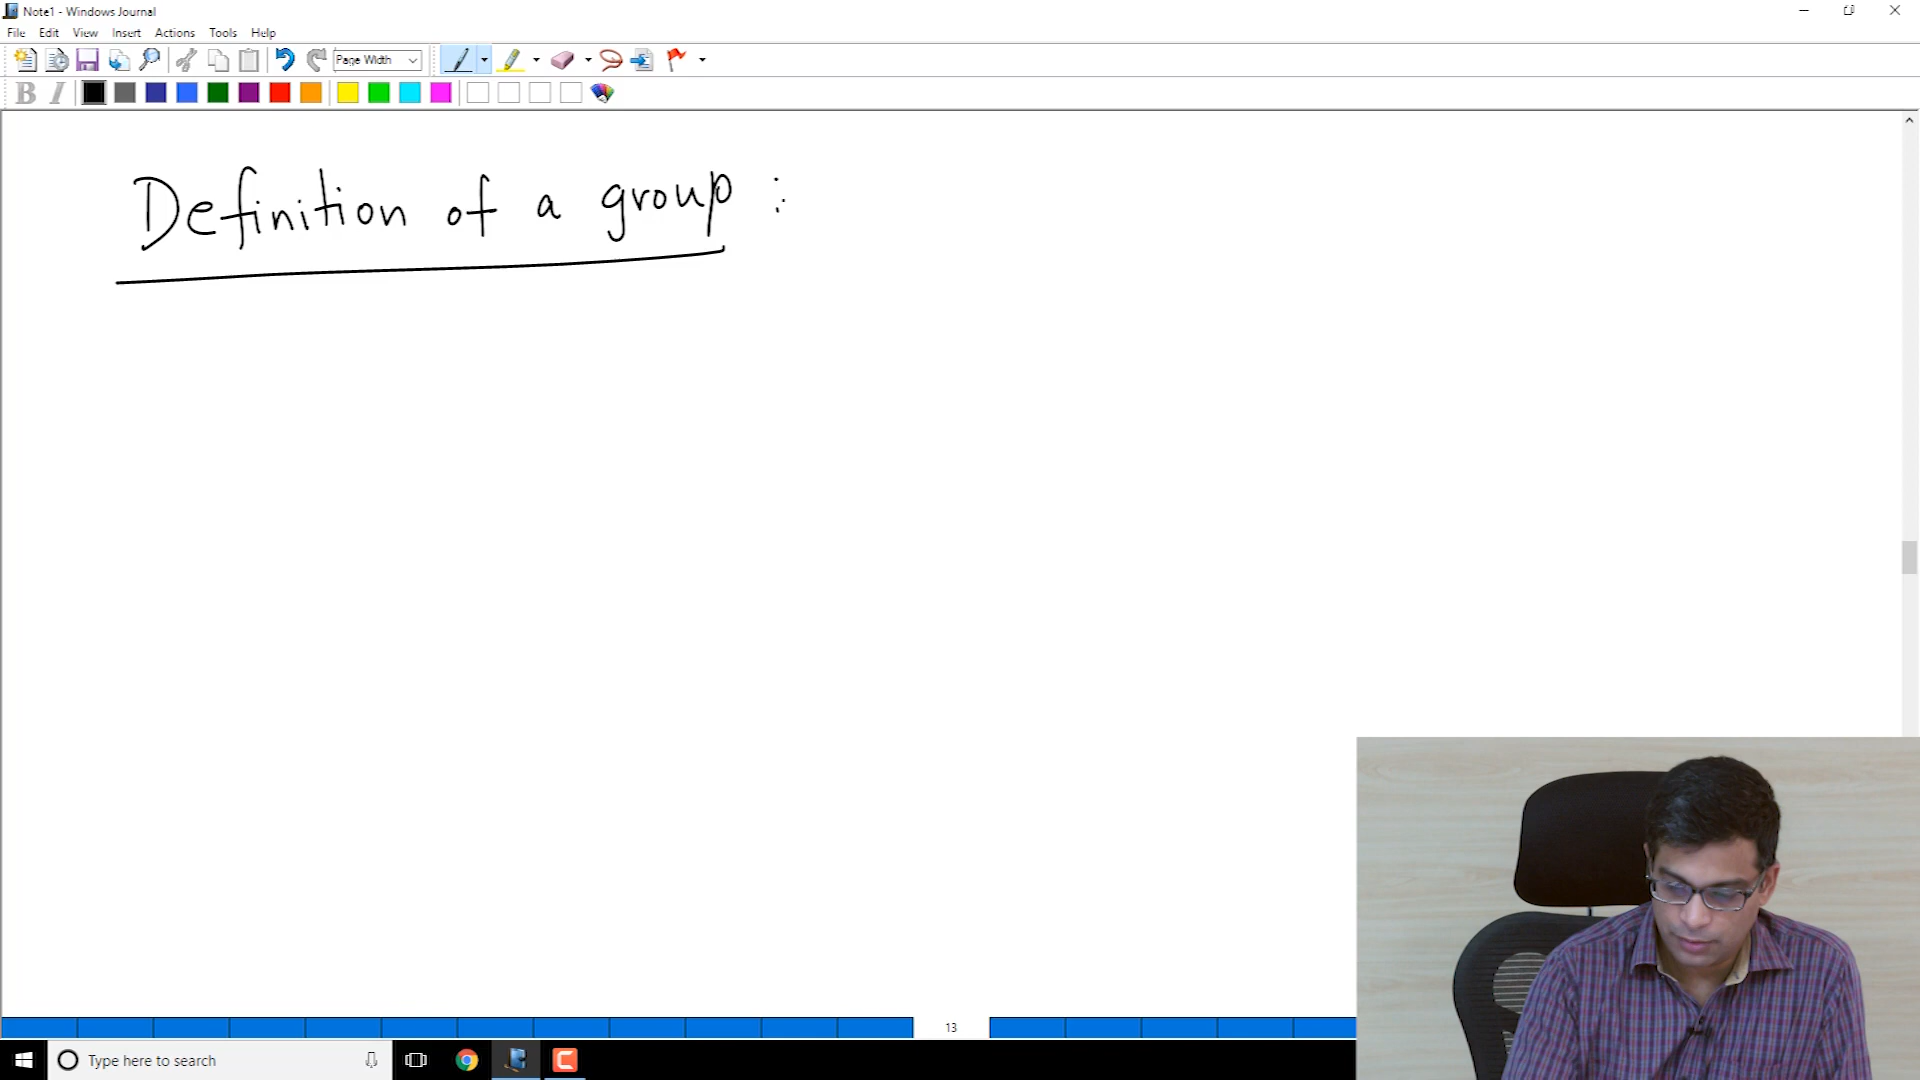 Note1 - Windows Journal
File Edit View Insert Actions Tools Help
Page Width
B I
Definition of a group :
13
Type here to search